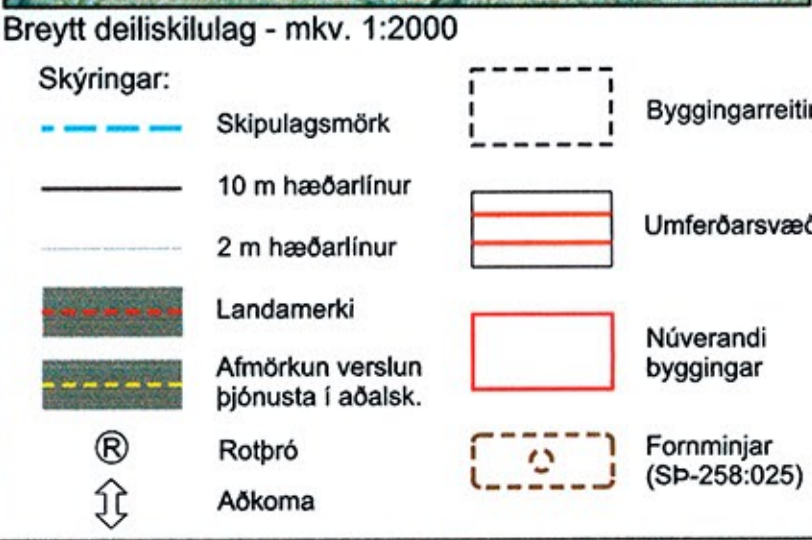 Breytt deiliskilulag - mkv. 1:2000
Skýringar:
Skipulagsmörk
10 m hæðarlínur
2 m hæðarlínur
Landamerki
Afmörkun verslun
þjónusta í aðalsk.
Ⓡ Rotþró
Aðkoma
Umferðarsvæð
Núverandi
byggingar
Fornminjar
(SÞ-258:025)